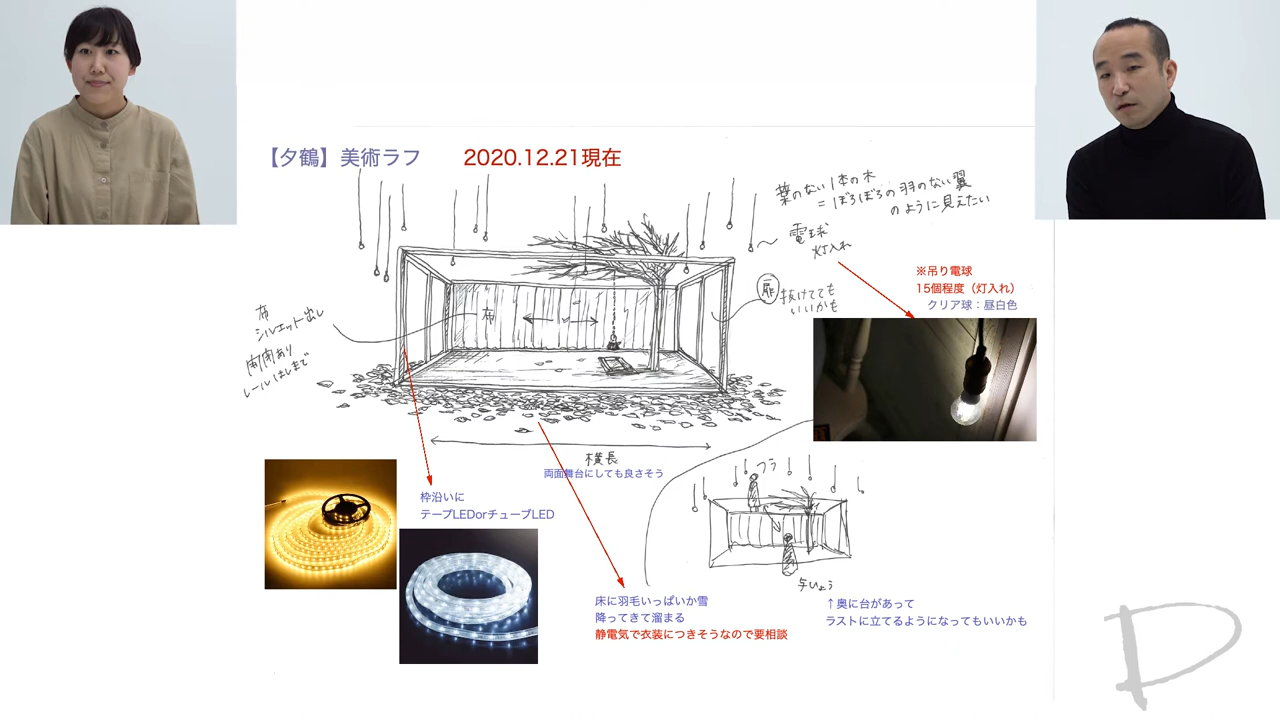 【夕鶴】美術ラフ 2020.12.21現在
葉のない1本の木
=ぼろぼろの羽のない翼
のように見えたい
電球
灯入れ
※吊り電球
15個程度（灯入れ）
クリア球：昼白色
扉 抜けてても
いいかも
布
シルエット出し
開閉あり
レールはしまで
布
横長
両面舞台にしても良さそう
枠沿いに
テープLEDorチューブLED
つう
与ひょう
床に羽毛いっぱいか雪
降ってきて溜まる
静電気で衣装につきそうなので要相談
↑奥に台があって
ラストに立てるようになってもいいかも
P